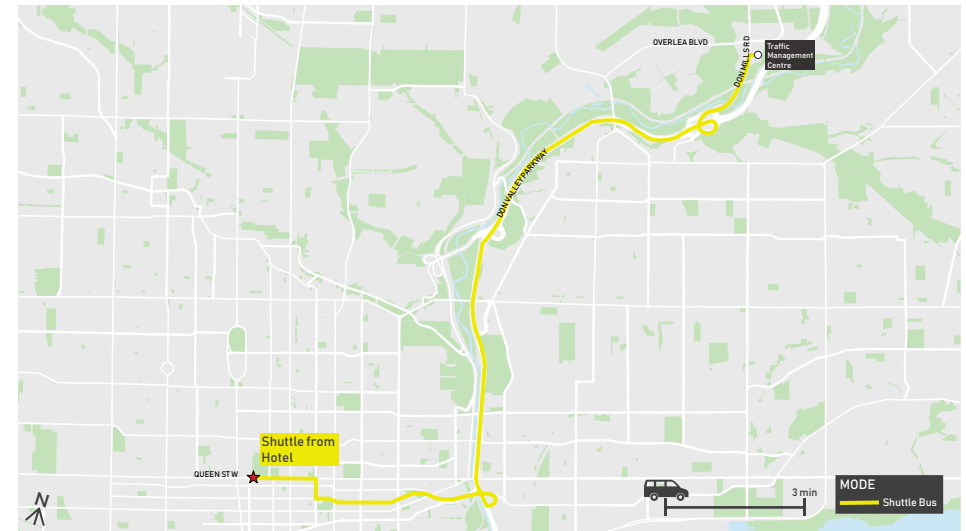 OVERLEA BLVD
DON MILLS RD
Traffic
Management
Centre
DON VALLEY PARKWAY
Shuttle from
Hotel
QUEEN ST W
N
3 min
MODE
Shuttle Bus